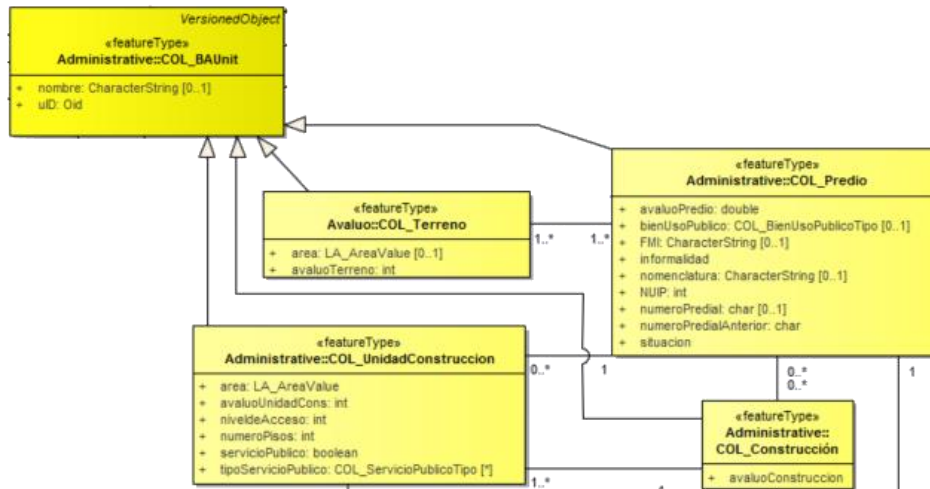 VersionedObject
«featureType»
Administrative::COL_BAUnit
+ nombre: CharacterString [0..1]
+ uID: Oid
«featureType»
Administrative::COL_Predio
+ avaluoPredio: double
+ bienUsoPublico: COL_BienUsoPublicoTipo [0..1]
+ FMI: CharacterString [0..1]
+ informalidad
+ nomenclatura: CharacterString [0..1]
+ NUIP: int
+ numeroPredial: char [0..1]
+ numeroPredialAnterior: char
+ situacion
«featureType»
Avaluo::COL_Terreno
+ area: LA_AreaValue [0..1]
+ avaluoTerreno: int
1..*
1..*
«featureType»
Administrative::COL_UnidadConstruccion
+ area: LA_AreaValue
+ avaluoUnidadCons: int
+ niveldeAcceso: int
+ numeroPisos: int
+ servicioPublico: boolean
+ tipoServicioPublico: COL_ServicioPublicoTipo [*]
0..*
1
0..*
0..*
1
«featureType»
Administrative::
COL_Construcción
+ avaluoConstruccion
1..*
1